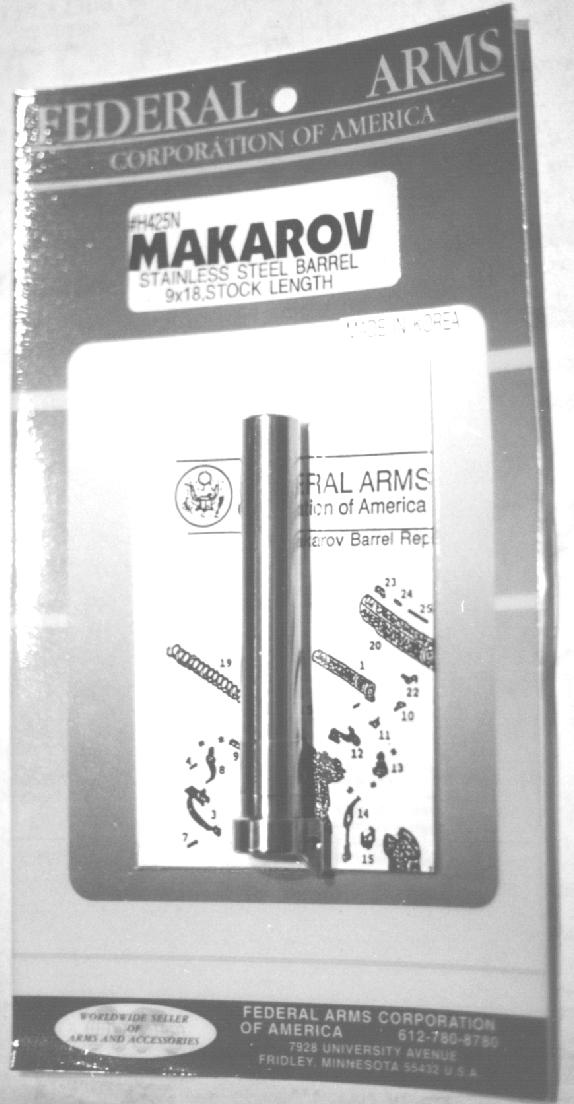 FEDERAL ARMS
CORPORATION OF AMERICA
#H425N
MAKAROV
STAINLESS STEEL BARREL
9x18,STOCK LENGTH
MADE IN KOREA
ERAL ARMS
ion of America
akarov Barrel Rep
23
24
25
20
19
1
22
10
11
12
13
9
8
3
7
14
15
WORLDWIDE SELLER
OF
ARMS AND ACCESSORIES
FEDERAL ARMS CORPORATION
OF AMERICA 612-780-8780
7928 UNIVERSITY AVENUE
FRIDLEY, MINNESOTA 55432 U.S.A